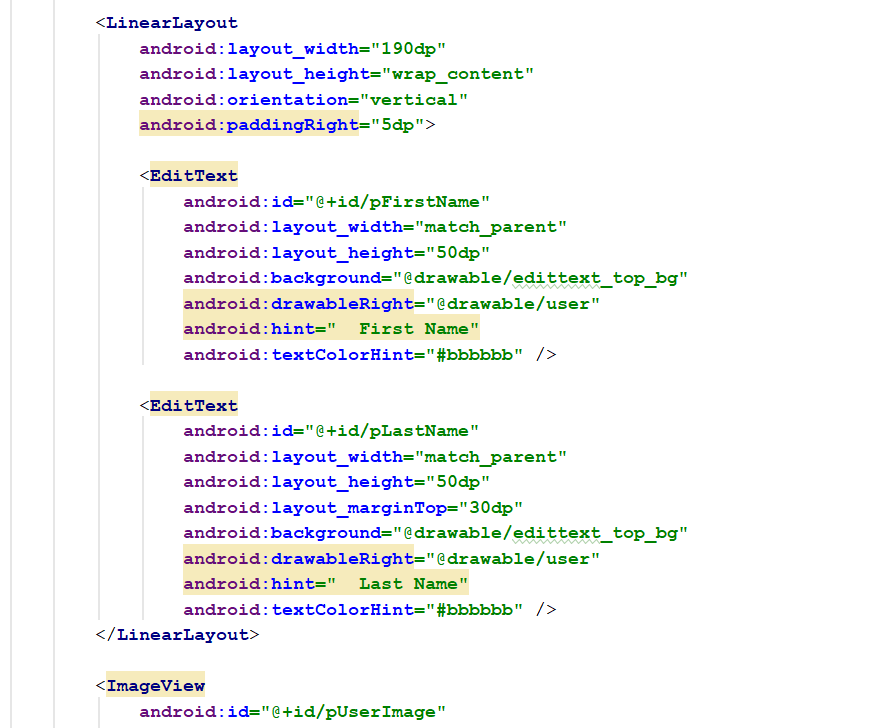 <LinearLayout
android:layout_width="190dp"
android:layout_height="wrap_content"
android:orientation="vertical"
android:paddingRight="5dp">
<EditText
android:id="@+id/pFirstName"
android:layout_width="match_parent"
android:layout_height="50dp"
android:background="@drawable/edittext_top_bg"
android:drawableRight="@drawable/user"
android:hint="  First Name"
android:textColorHint="#bbbbbb" />
<EditText
android:id="@+id/pLastName"
android:layout_width="match_parent"
android:layout_height="50dp"
android:layout_marginTop="30dp"
android:background="@drawable/edittext_top_bg"
android:drawableRight="@drawable/user"
android:hint="  Last Name"
android:textColorHint="#bbbbbb" />
</LinearLayout>
<ImageView
android:id="@+id/pUserImage"